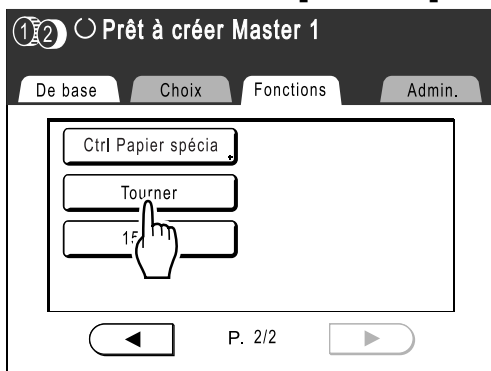 ①② Prêt à créer Master 1
De base Choix Fonctions Admin.
Ctrl Papier spécia
Tourner
P. 2/2